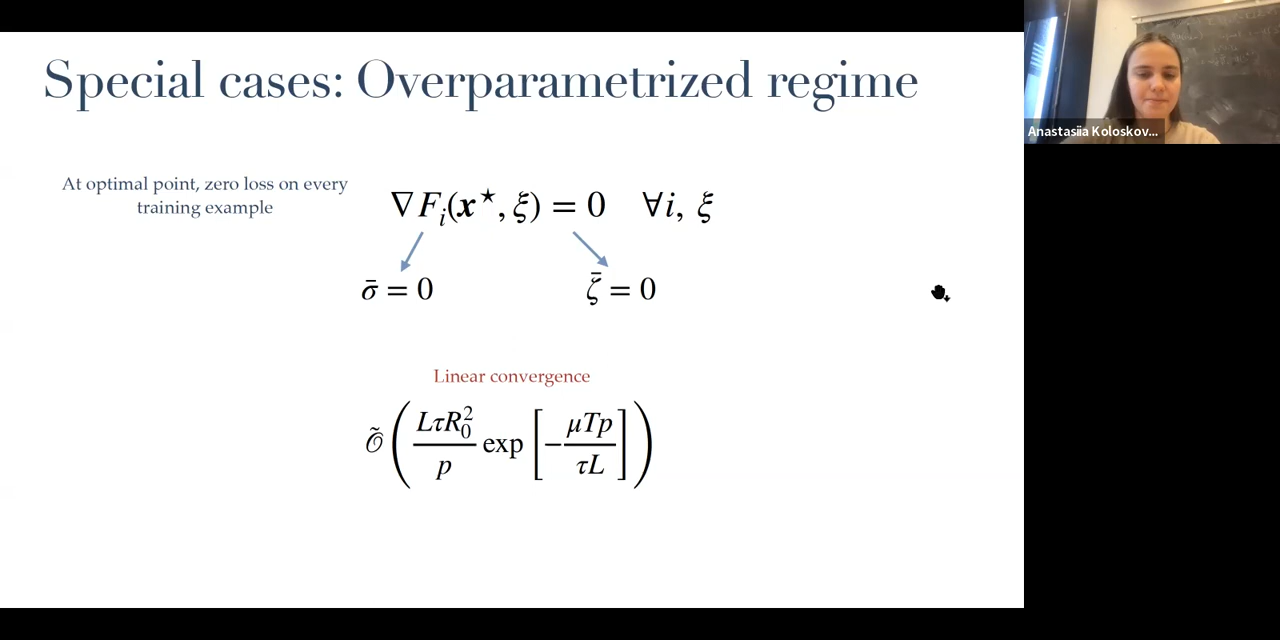 Special cases: Overparametrized regime
At optimal point, zero loss on every
training example
∇F_i(x^⋆, ξ) = 0 ∀i, ξ
σ̄ = 0 ζ̄ = 0
Linear convergence
Õ ( LτR_0^2 / p exp [ − μTp / τL ] )
Anastasiia Koloskov...